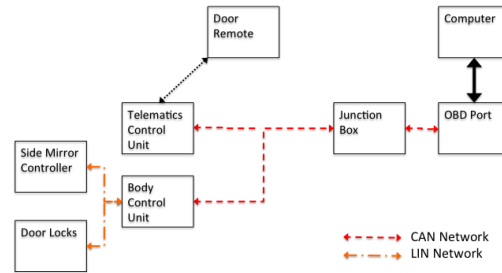 Door
Remote
Computer
Telematics
Control
Unit
Junction
Box
OBD Port
Side Mirror
Controller
Body
Control
Unit
Door Locks
CAN Network
LIN Network